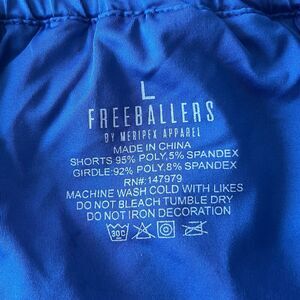 L
FREEBALLERS
BY MERIPEX APPAREL
MADE IN CHINA
SHORTS 95% POLY,5% SPANDEX
GIRDLE:92% POLY,8% SPANDEX
RN#:147979
MACHINE WASH COLD WITH LIKES
DO NOT BLEACH TUMBLE DRY
DO NOT IRON DECORATION
30C